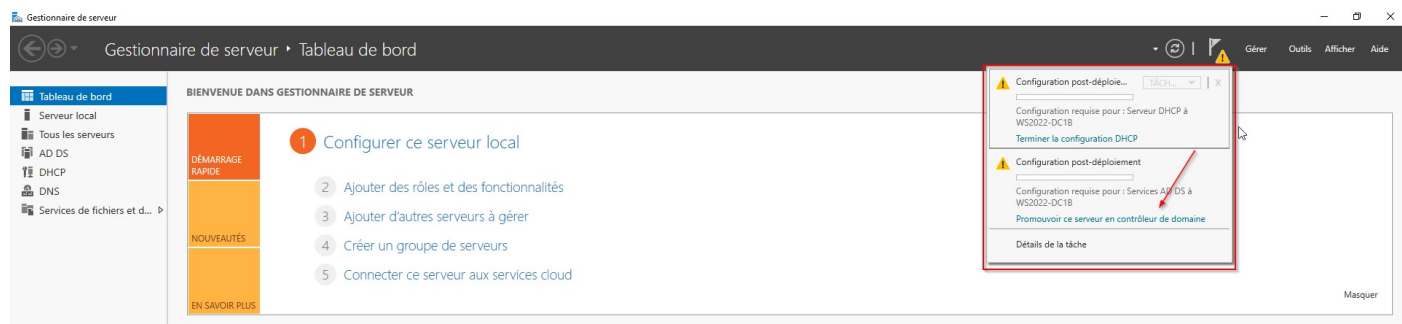 Gestionnaire de serveur
Gestionnaire de serveur • Tableau de bord
Gérer Outils Afficher Aide
Tableau de bord
Serveur local
Tous les serveurs
AD DS
DHCP
DNS
Services de fichiers et d...
BIENVENUE DANS GESTIONNAIRE DE SERVEUR
DÉMARRAGE
RAPIDE
NOUVEAUTÉS
EN SAVOIR PLUS
1 Configurer ce serveur local
2 Ajouter des rôles et des fonctionnalités
3 Ajouter d'autres serveurs à gérer
4 Créer un groupe de serveurs
5 Connecter ce serveur aux services cloud
Configuration post-déploie... TÂCH... X
Configuration requise pour : Serveur DHCP à
WS2022-DC1B
Terminer la configuration DHCP
Configuration post-déploiement
Configuration requise pour : Services AD DS à
WS2022-DC1B
Promouvoir ce serveur en contrôleur de domaine
Détails de la tâche
Masquer